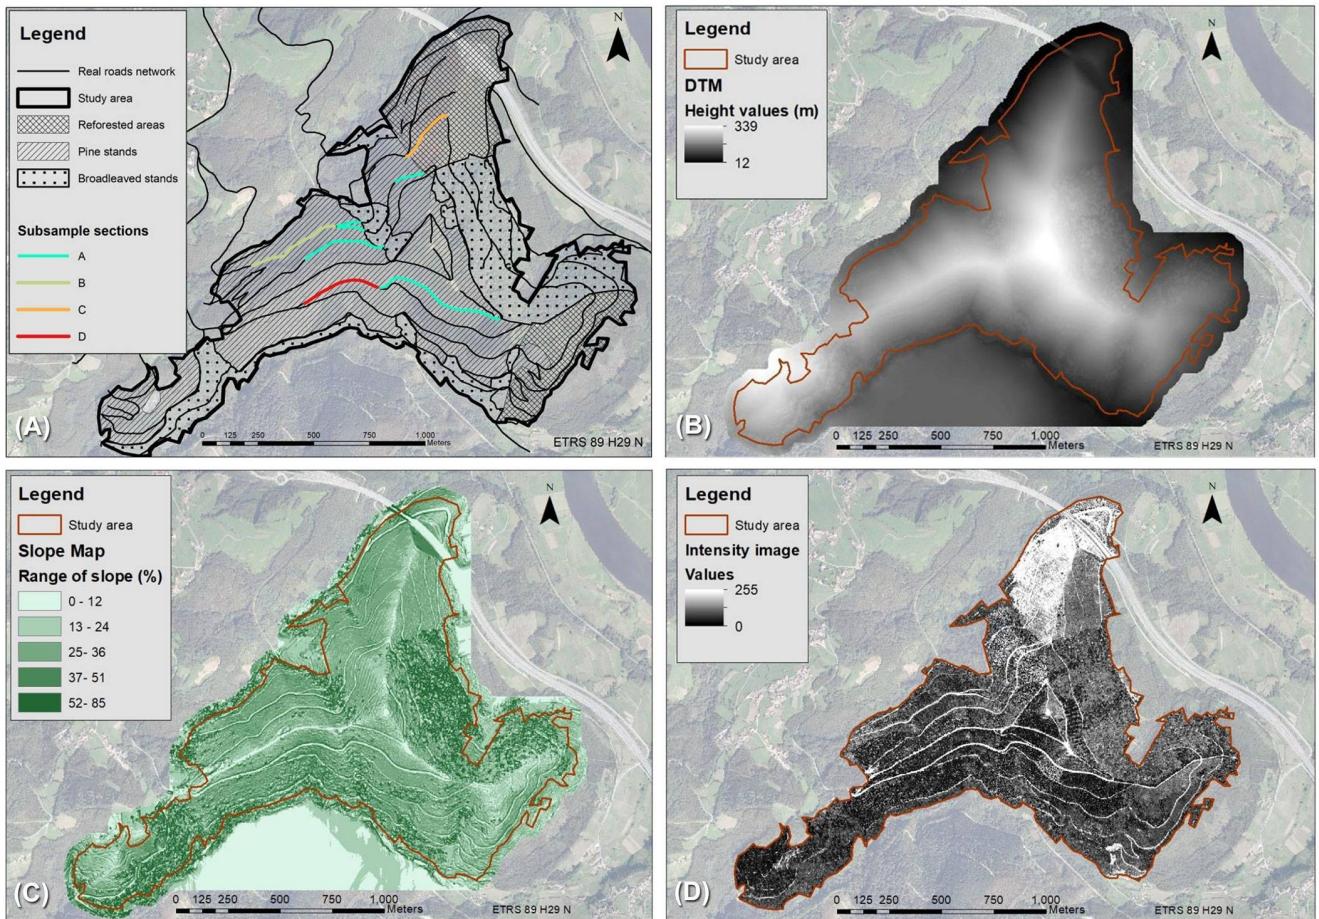 Legend
Real roads network
Study area
Reforested areas
Pine stands
Broadleaved stands
Subsample sections
A
B
C
D
N
(A)
0 125 250 500 750 1,000
Meters
ETRS 89 H29 N
Legend
Study area
DTM
Height values (m)
339
12
N
(B)
0 125 250 500 750 1,000
Meters
ETRS 89 H29 N
Legend
Study area
Slope Map
Range of slope (%)
0 - 12
13 - 24
25- 36
37- 51
52- 85
N
(C)
0 125 250 500 750 1,000
Meters
ETRS 89 H29 N
Legend
Study area
Intensity image
Values
255
0
N
(D)
0 125 250 500 750 1,000
Meters
ETRS 89 H29 N